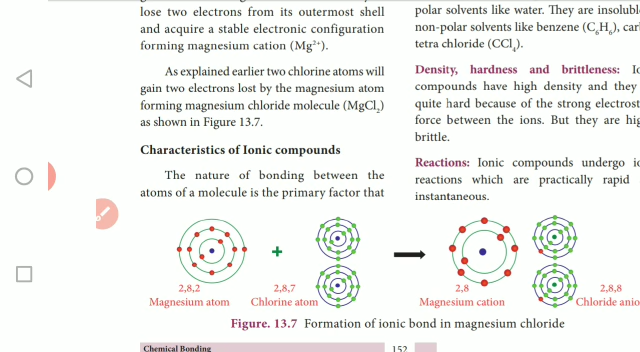 lose two electrons from its outermost shell
and acquire a stable electronic configuration
forming magnesium cation (Mg²⁺).
As explained earlier two chlorine atoms will
gain two electrons lost by the magnesium atom
forming magnesium chloride molecule (MgCl₂)
as shown in Figure 13.7.
Characteristics of Ionic compounds
The nature of bonding between the
atoms of a molecule is the primary factor that
polar solvents like water. They are insoluble
non-polar solvents like benzene (C₆H₆), car
tetra chloride (CCl₄).
Density, hardness and brittleness: Io
compounds have high density and they
quite hard because of the strong electrost
force between the ions. But they are hig
brittle.
Reactions: Ionic compounds undergo io
reactions which are practically rapid
instantaneous.
+
2,8,2
Magnesium atom
2,8,7
Chlorine atom
2,8
Magnesium cation
2,8,8
Chloride anio
Figure. 13.7 Formation of ionic bond in magnesium chloride
Chemical Bonding
152